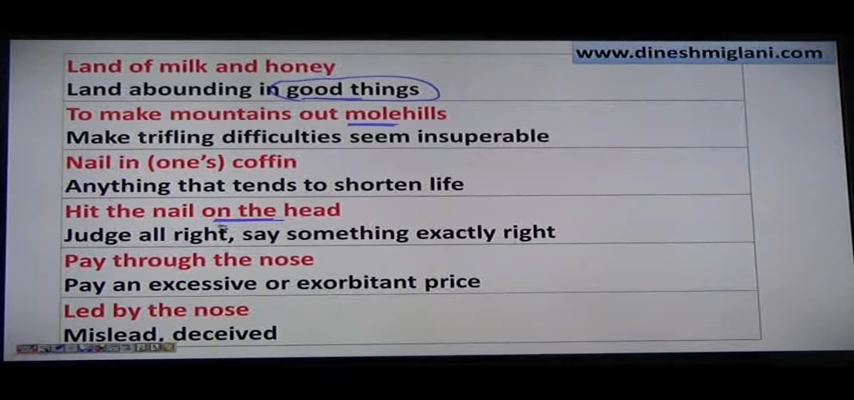 www.dineshmiglani.com
Land of milk and honey
Land abounding in good things
To make mountains out molehills
Make trifling difficulties seem insuperable
Nail in (one's) coffin
Anything that tends to shorten life
Hit the nail on the head
Judge all right, say something exactly right
Pay through the nose
Pay an excessive or exorbitant price
Led by the nose
Mislead, deceived